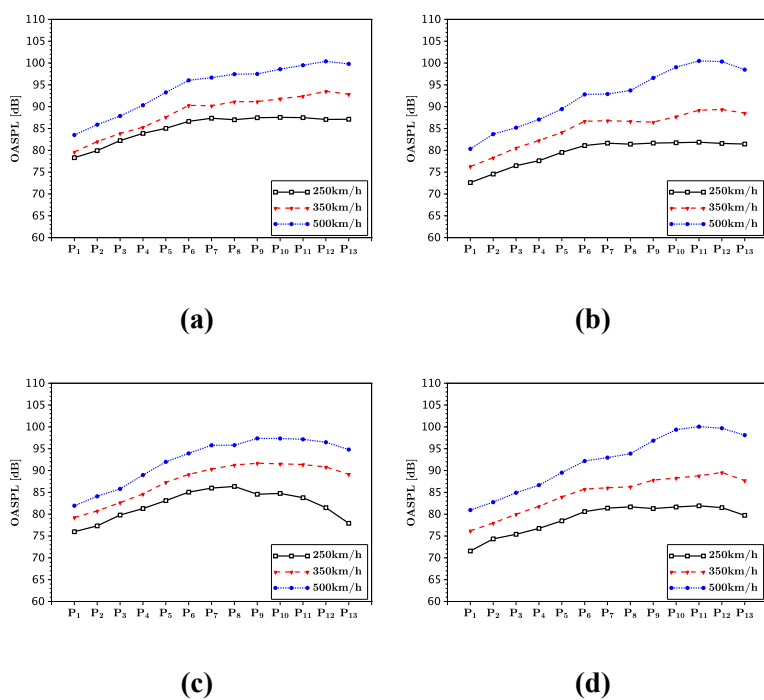 110
105
100
95
90
85
80
75
70
65
60
OASPL [dB]
250km/h
350km/h
500km/h
P₁ P₂ P₃ P₄ P₅ P₆ P₇ P₈ P₉ P₁₀ P₁₁ P₁₂ P₁₃
(a)
110
105
100
95
90
85
80
75
70
65
60
OASPL [dB]
250km/h
350km/h
500km/h
P₁ P₂ P₃ P₄ P₅ P₆ P₇ P₈ P₉ P₁₀ P₁₁ P₁₂ P₁₃
(b)
110
105
100
95
90
85
80
75
70
65
60
OASPL [dB]
250km/h
350km/h
500km/h
P₁ P₂ P₃ P₄ P₅ P₆ P₇ P₈ P₉ P₁₀ P₁₁ P₁₂ P₁₃
(c)
110
105
100
95
90
85
80
75
70
65
60
OASPL [dB]
250km/h
350km/h
500km/h
P₁ P₂ P₃ P₄ P₅ P₆ P₇ P₈ P₉ P₁₀ P₁₁ P₁₂ P₁₃
(d)